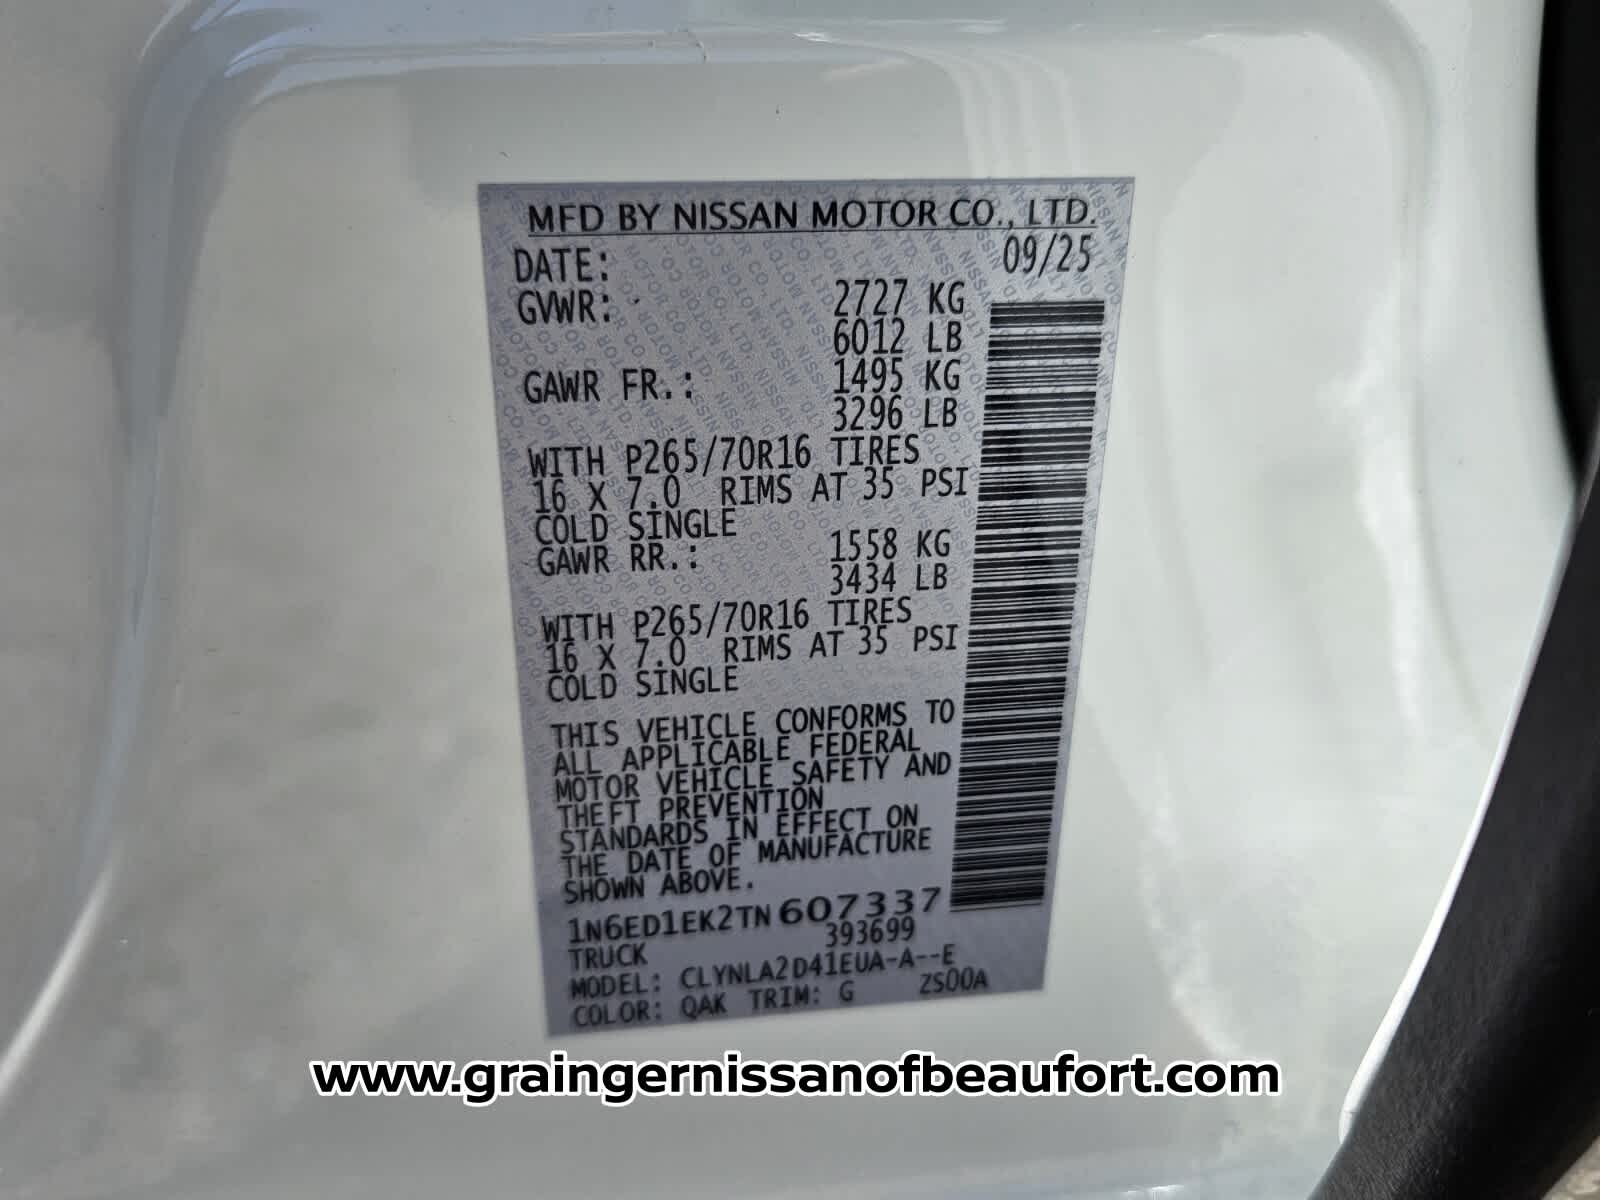 MFD BY NISSAN MOTOR CO., LTD.
DATE: 09/25
GVWR: 2727 KG
6012 LB
GAWR FR.: 1495 KG
3296 LB
WITH P265/70R16 TIRES
16 X 7.0 RIMS AT 35 PSI
COLD SINGLE
GAWR RR.: 1558 KG
3434 LB
WITH P265/70R16 TIRES
16 X 7.0 RIMS AT 35 PSI
COLD SINGLE
THIS VEHICLE CONFORMS TO
ALL APPLICABLE FEDERAL
MOTOR VEHICLE SAFETY AND
THEFT PREVENTION
STANDARDS IN EFFECT ON
THE DATE OF MANUFACTURE
SHOWN ABOVE.
1N6ED1EK2TN607337
393699
TRUCK
MODEL: CLYNLA2D41EUA-A--E
COLOR: QAK TRIM: G ZS00A
www.graingernissanofbeaufort.com